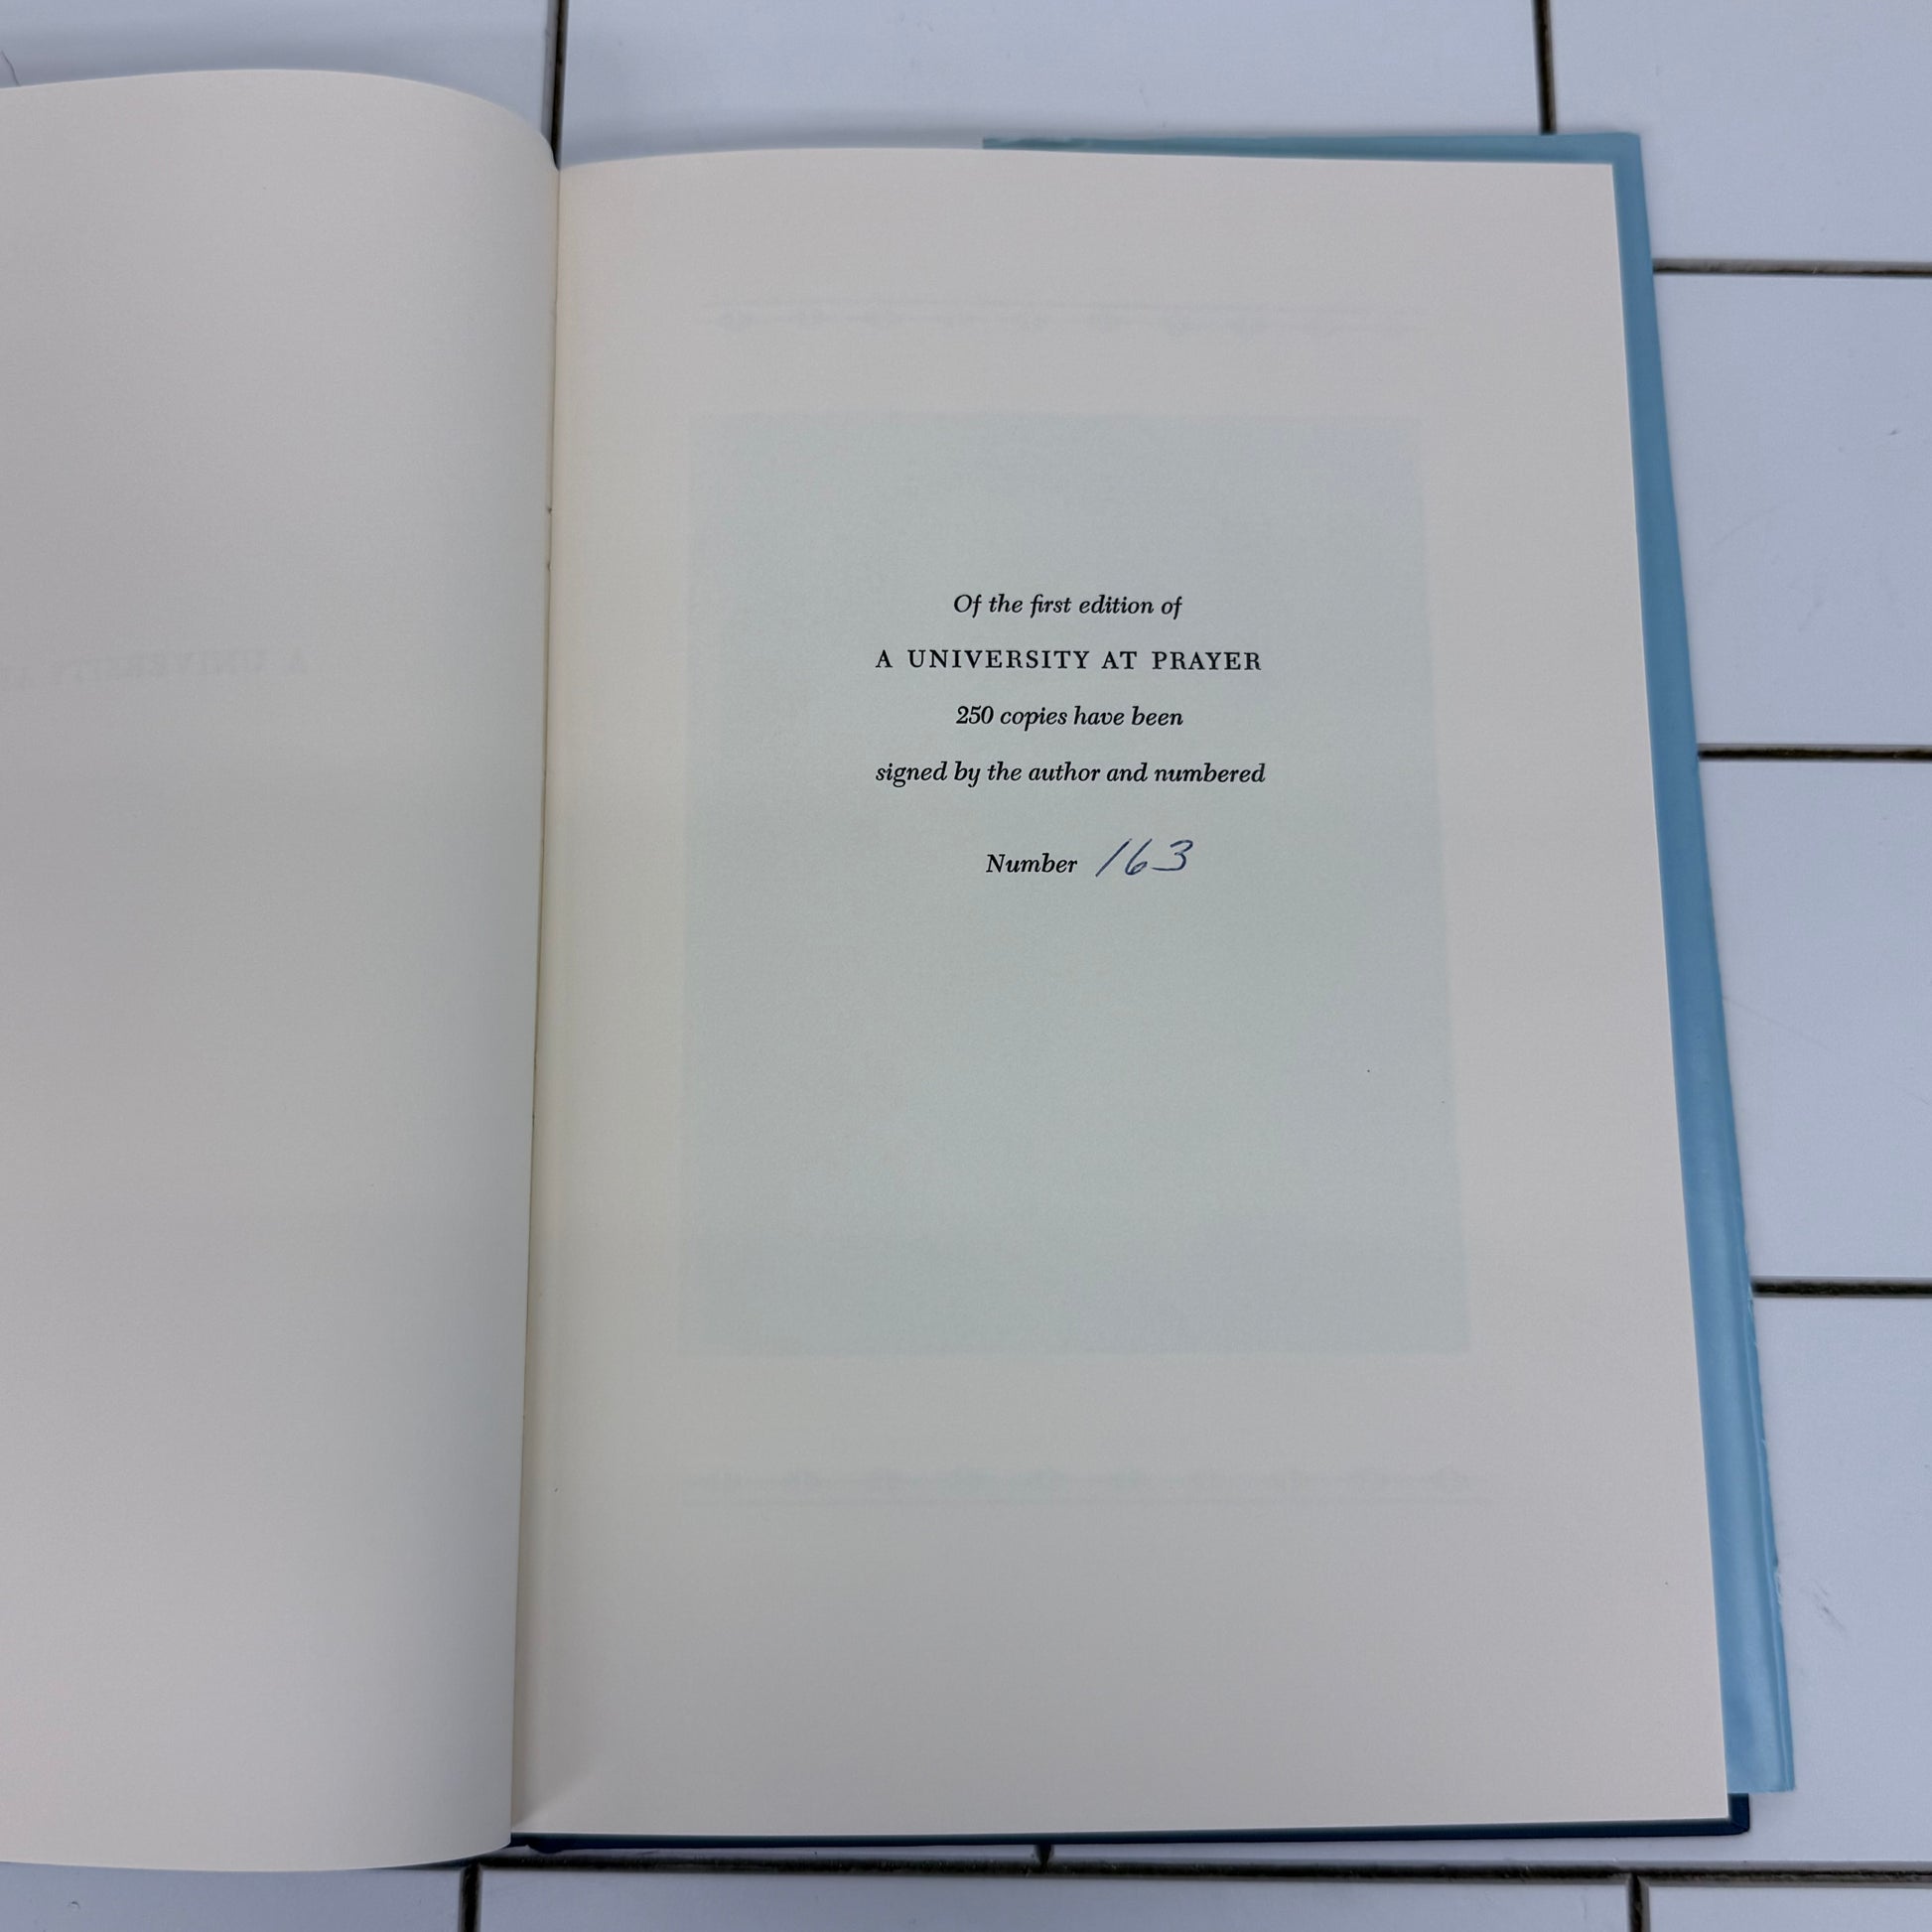 A UNIVERSITY
Of the first edition of
A UNIVERSITY AT PRAYER
250 copies have been
signed by the author and numbered
Number 163